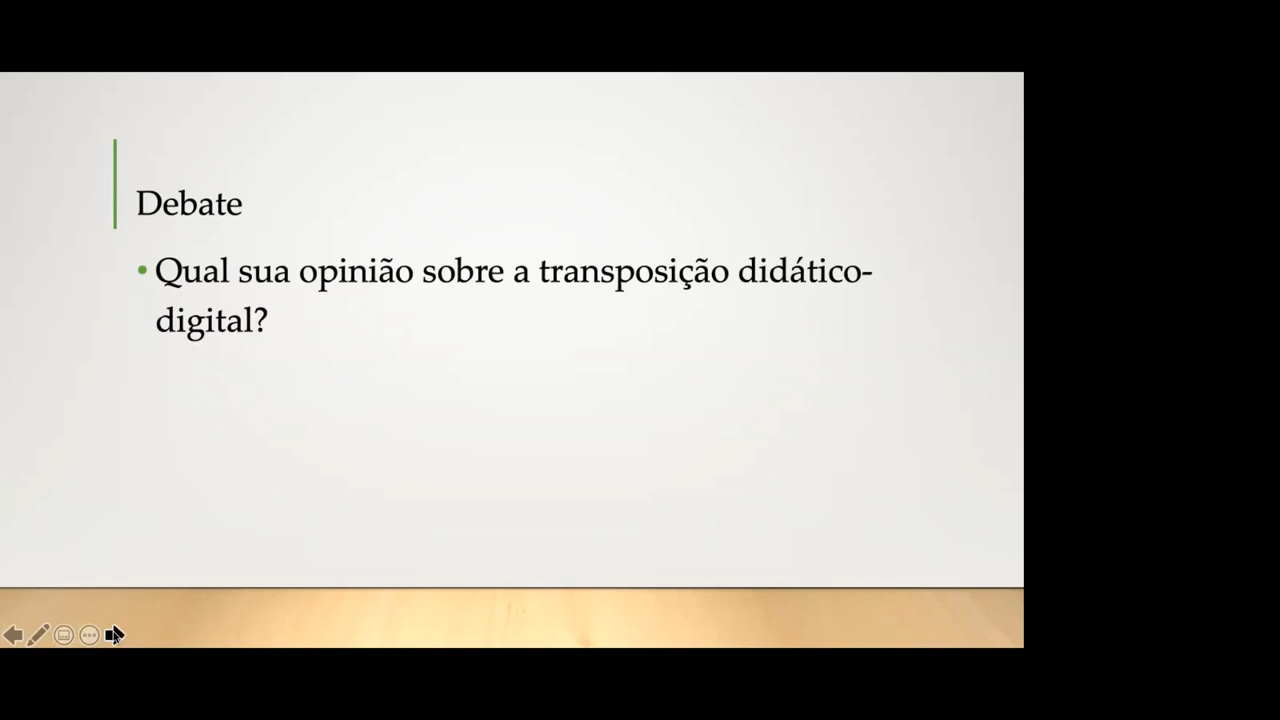 Debate
• Qual sua opinião sobre a transposição didático-
digital?